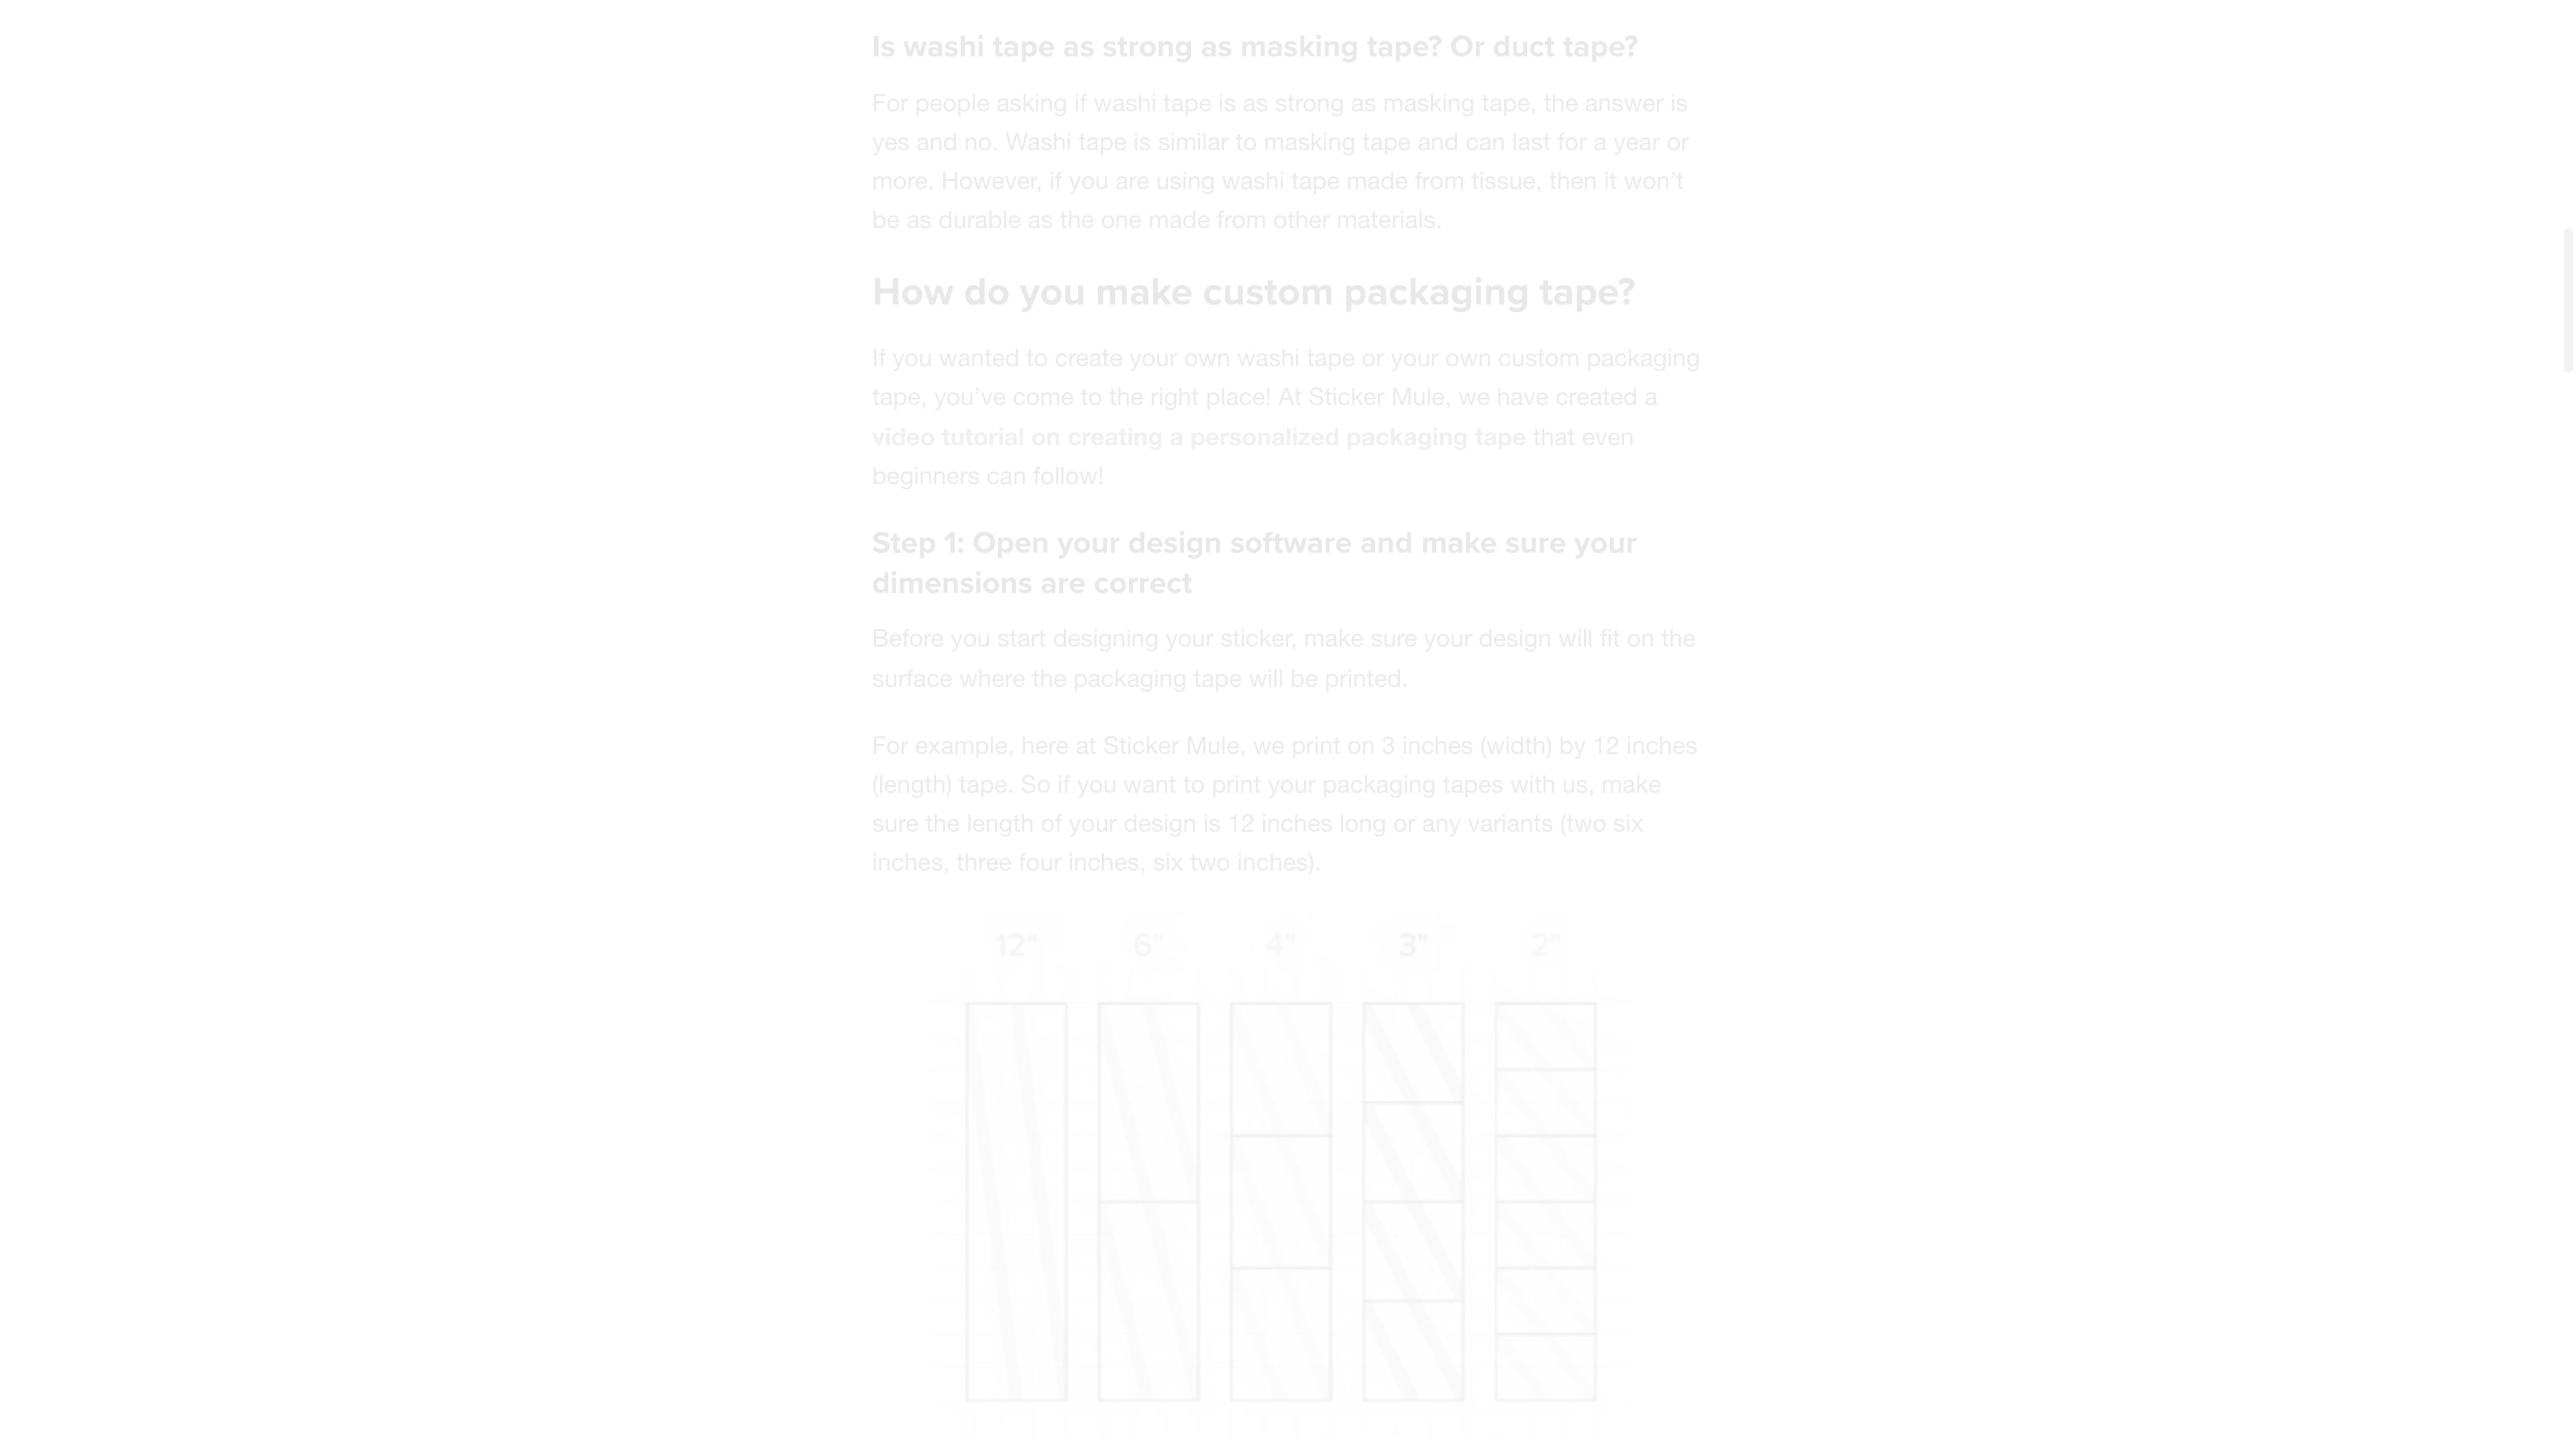 Is washi tape as strong as masking tape? Or duct tape?
For people asking if washi tape is as strong as masking tape, the answer is
yes and no. Washi tape is similar to masking tape and can last for a year or
more. However, if you are using washi tape made from tissue, then it won’t
be as durable as the one made from other materials.
How do you make custom packaging tape?
If you wanted to create your own washi tape or your own custom packaging
tape, you’ve come to the right place! At Sticker Mule, we have created a
video tutorial on creating a personalized packaging tape that even
beginners can follow!
Step 1: Open your design software and make sure your
dimensions are correct
Before you start designing your sticker, make sure your design will fit on the
surface where the packaging tape will be printed.
For example, here at Sticker Mule, we print on 3 inches (width) by 12 inches
(length) tape. So if you want to print your packaging tapes with us, make
sure the length of your design is 12 inches long or any variants (two six
inches, three four inches, six two inches).
12" 6" 4" 3" 2"